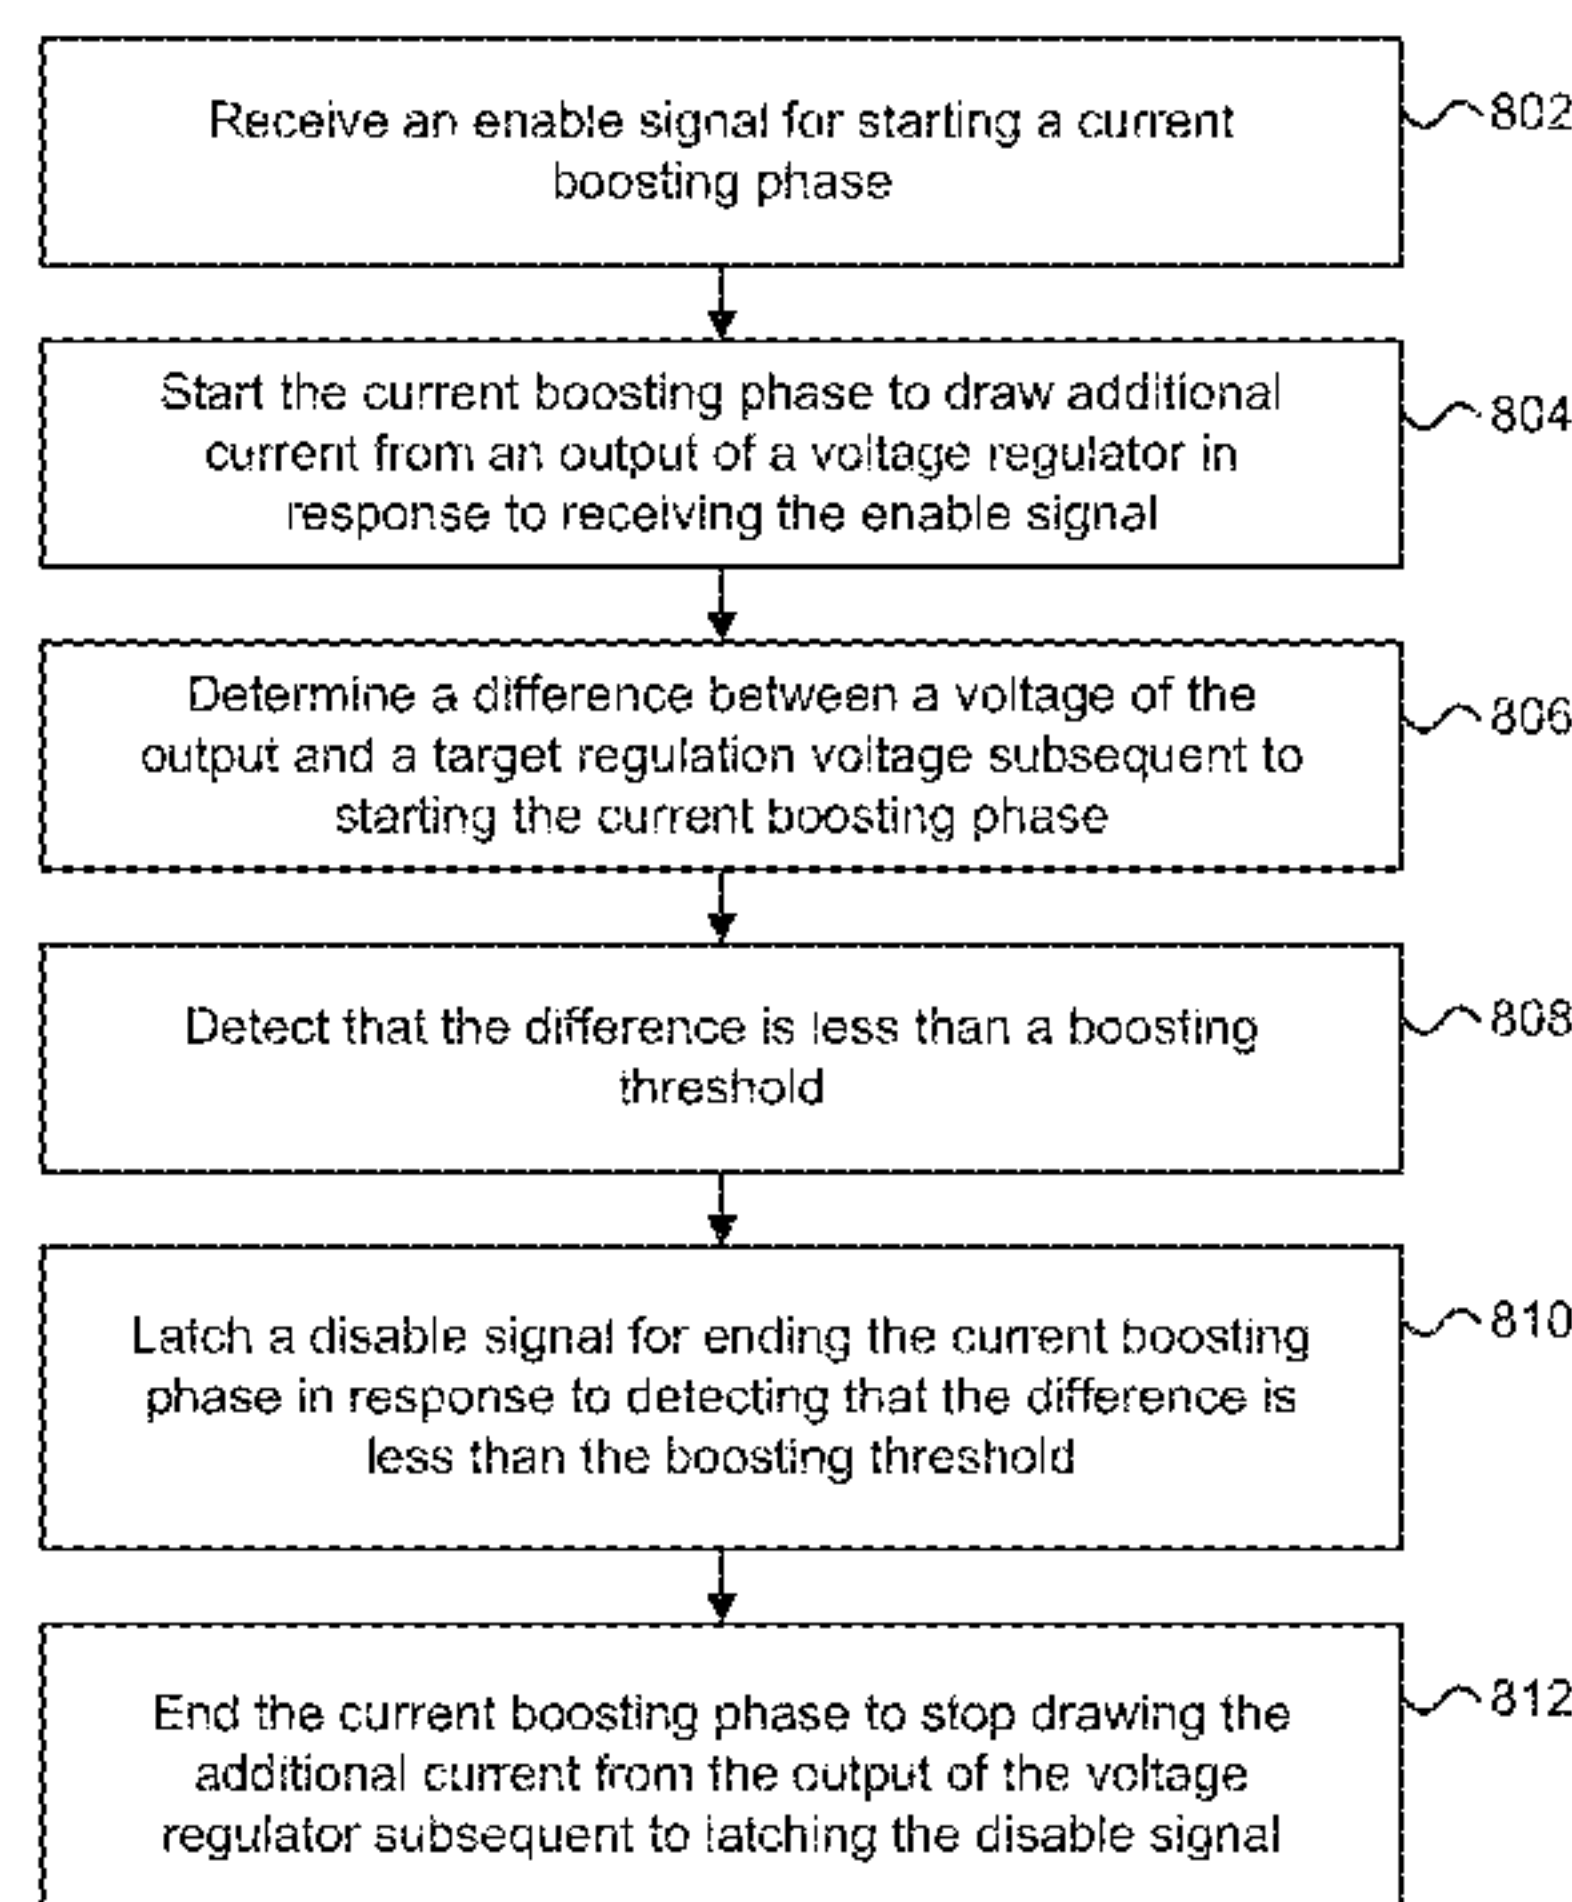 Receive an enable signal for starting a current
boosting phase
802
Start the current boosting phase to draw additional
current from an output of a voltage regulator in
response to receiving the enable signal
804
Determine a difference between a voltage of the
output and a target regulation voltage subsequent to
starting the current boosting phase
806
Detect that the difference is less than a boosting
threshold
808
Latch a disable signal for ending the current boosting
phase in response to detecting that the difference is
less than the boosting threshold
810
End the current boosting phase to stop drawing the
additional current from the output of the voltage
regulator subsequent to latching the disable signal
812